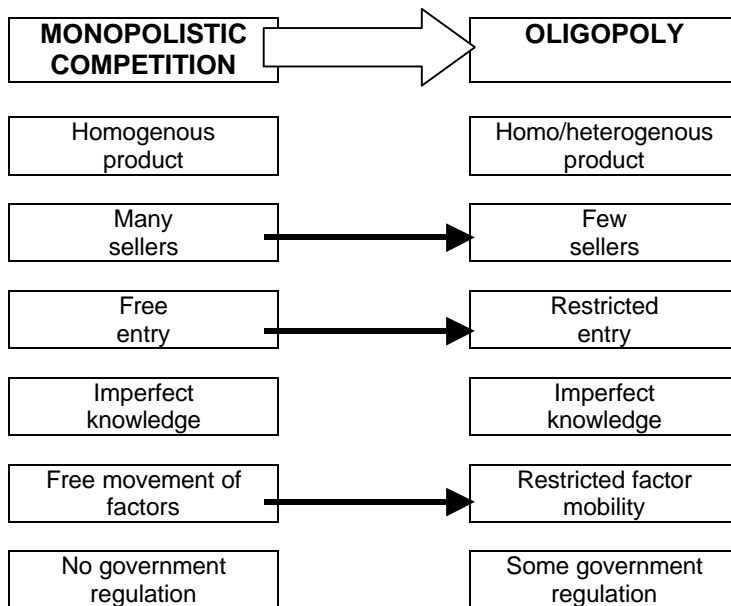 MONOPOLISTIC
COMPETITION
OLIGOPOLY
Homogenous
product
Homo/heterogenous
product
Many
sellers
Few
sellers
Free
entry
Restricted
entry
Imperfect
knowledge
Imperfect
knowledge
Free movement of
factors
Restricted factor
mobility
No government
regulation
Some government
regulation